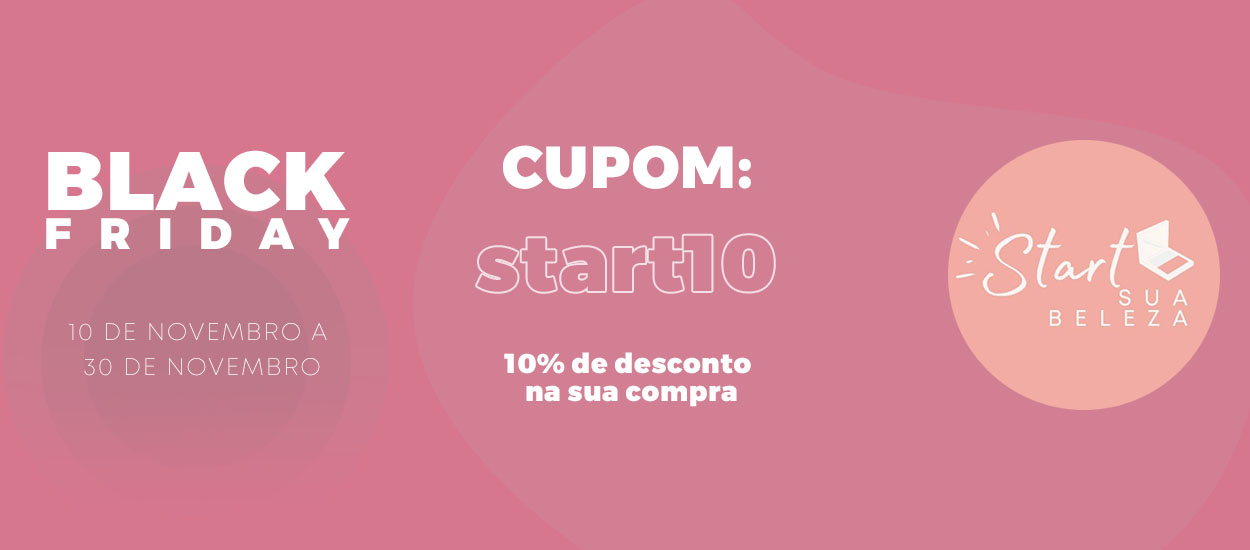 BLACK
FRIDAY
10 DE NOVEMBRO A
30 DE NOVEMBRO
CUPOM:
start10
10% de desconto
na sua compra
Start
SUA
BELEZA